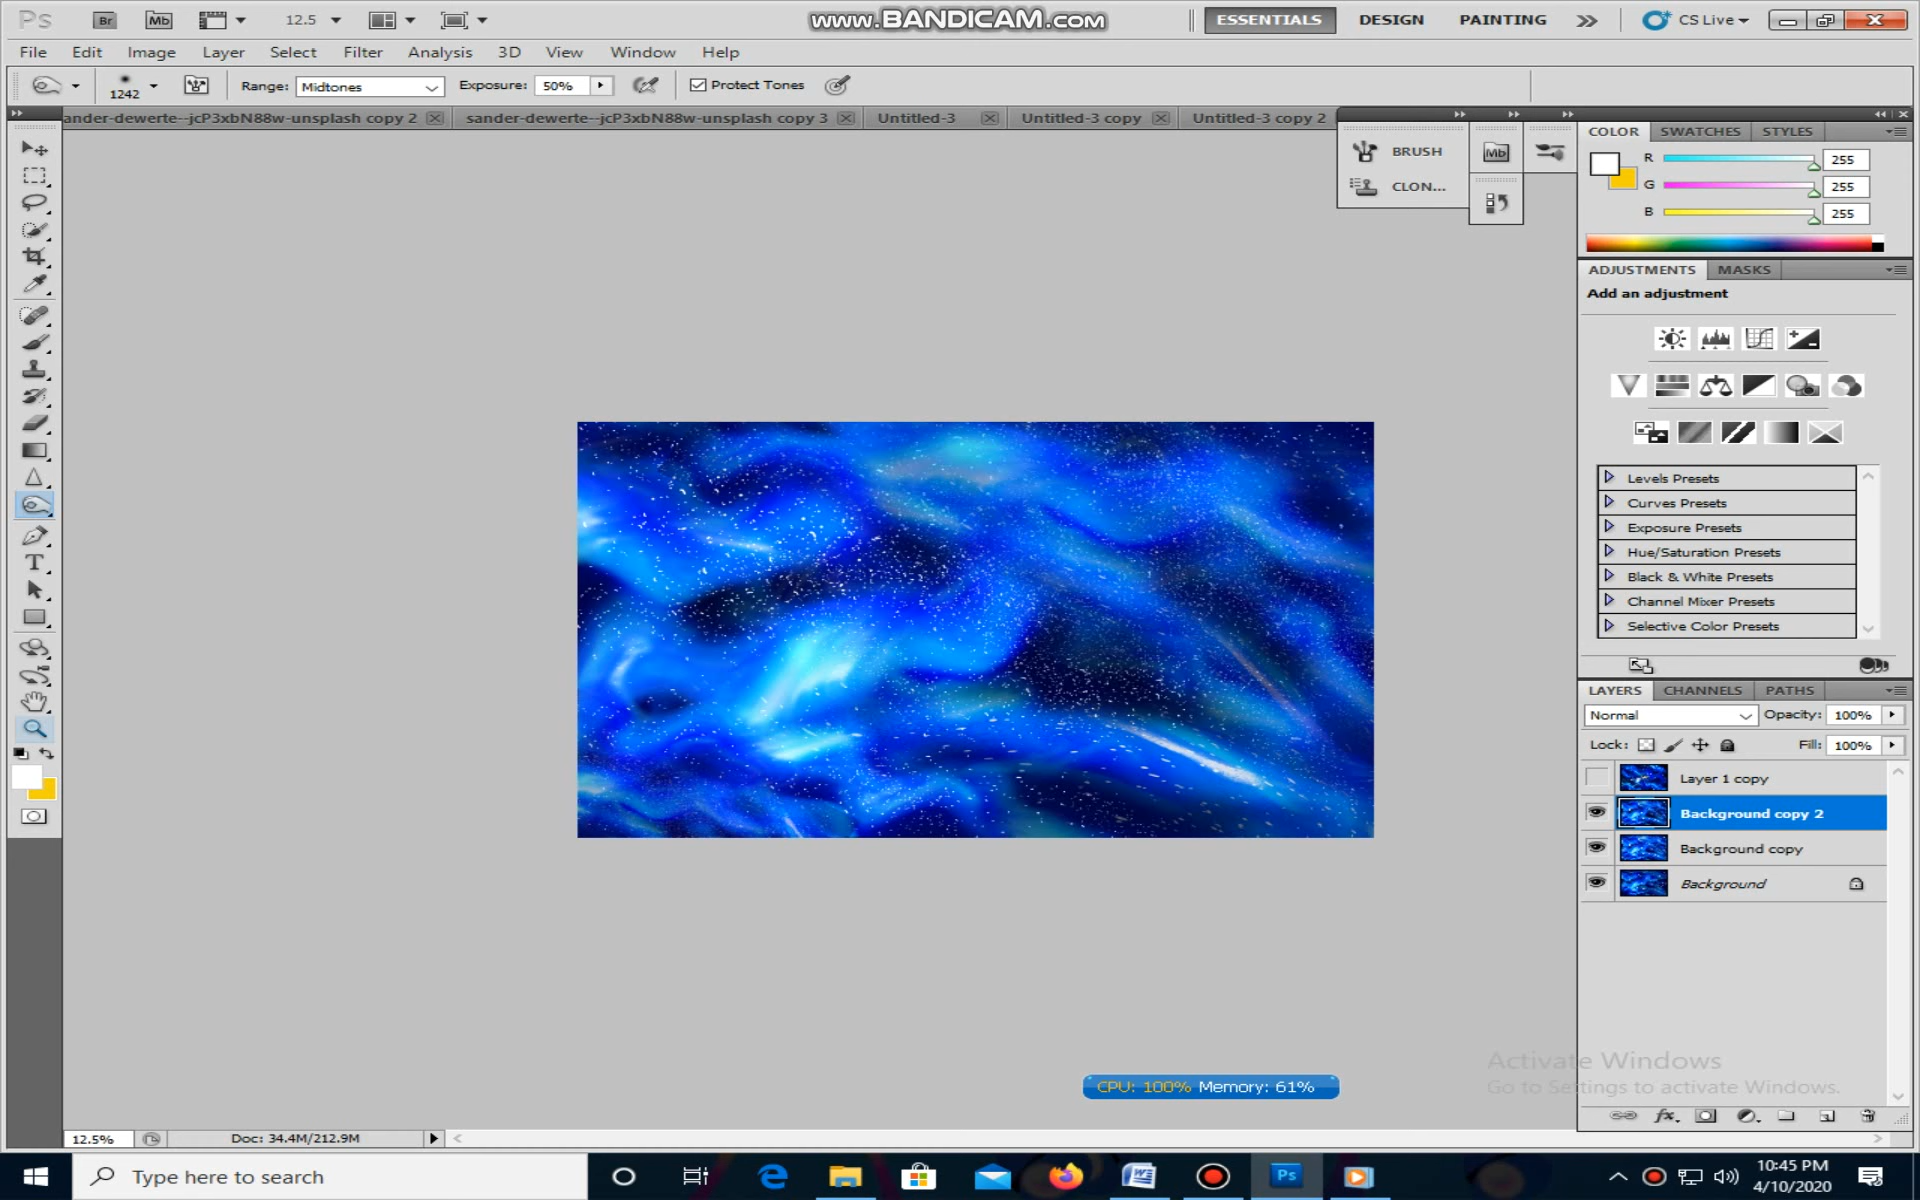 Ps Br Mb 12.5 www.BANDICAM.com ESSENTIALS DESIGN PAINTING CS Live
File Edit Image Layer Select Filter Analysis 3D View Window Help
1242 Range: Midtones Exposure: 50% Protect Tones
ander-dewerte--jcP3xbN88w-unsplash copy 2 sander-dewerte--jcP3xbN88w-unsplash copy 3 Untitled-3 Untitled-3 copy Untitled-3 copy 2
BRUSH Mb
CLON...
COLOR SWATCHES STYLES
R 255
G 255
B 255
ADJUSTMENTS MASKS
Add an adjustment
Levels Presets
Curves Presets
Exposure Presets
Hue/Saturation Presets
Black & White Presets
Channel Mixer Presets
Selective Color Presets
LAYERS CHANNELS PATHS
Normal Opacity: 100%
Lock: Fill: 100%
Layer 1 copy
Background copy 2
Background copy
Background
Activate Windows
Go to Settings to activate Windows.
CPU: 100% Memory: 61%
fx
12.5% Doc: 34.4M/212.9M
Type here to search
W
Ps
10:45 PM
4/10/2020